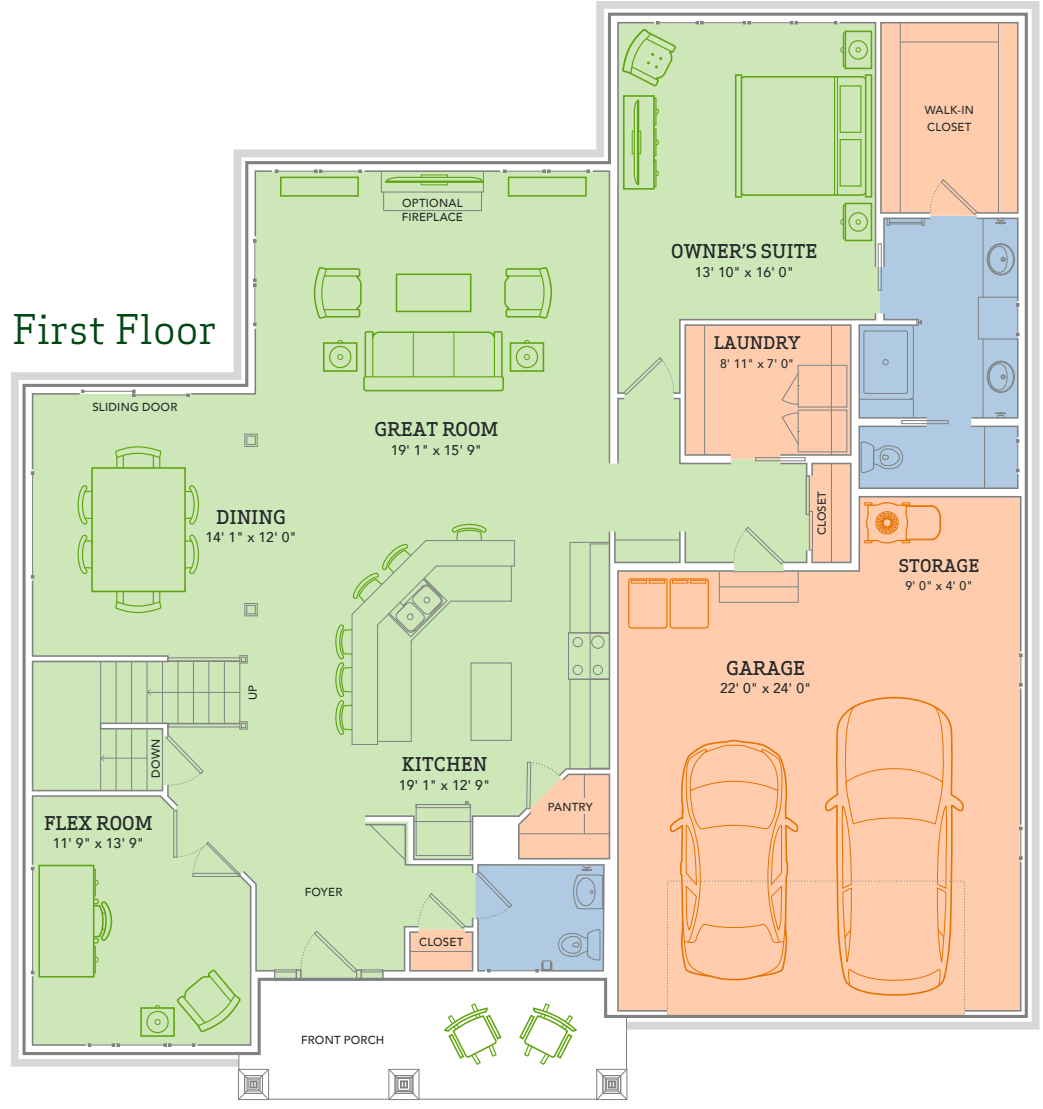 First Floor
WALK-IN
CLOSET
OPTIONAL
FIREPLACE
OWNER'S SUITE
13' 10" x 16' 0"
LAUNDRY
8' 11" x 7' 0"
SLIDING DOOR
GREAT ROOM
19' 1" x 15' 9"
DINING
14' 1" x 12' 0"
CLOSET
STORAGE
9' 0" x 4' 0"
GARAGE
22' 0" x 24' 0"
UP
DOWN
KITCHEN
19' 1" x 12' 9"
PANTRY
FLEX ROOM
11' 9" x 13' 9"
FOYER
CLOSET
FRONT PORCH